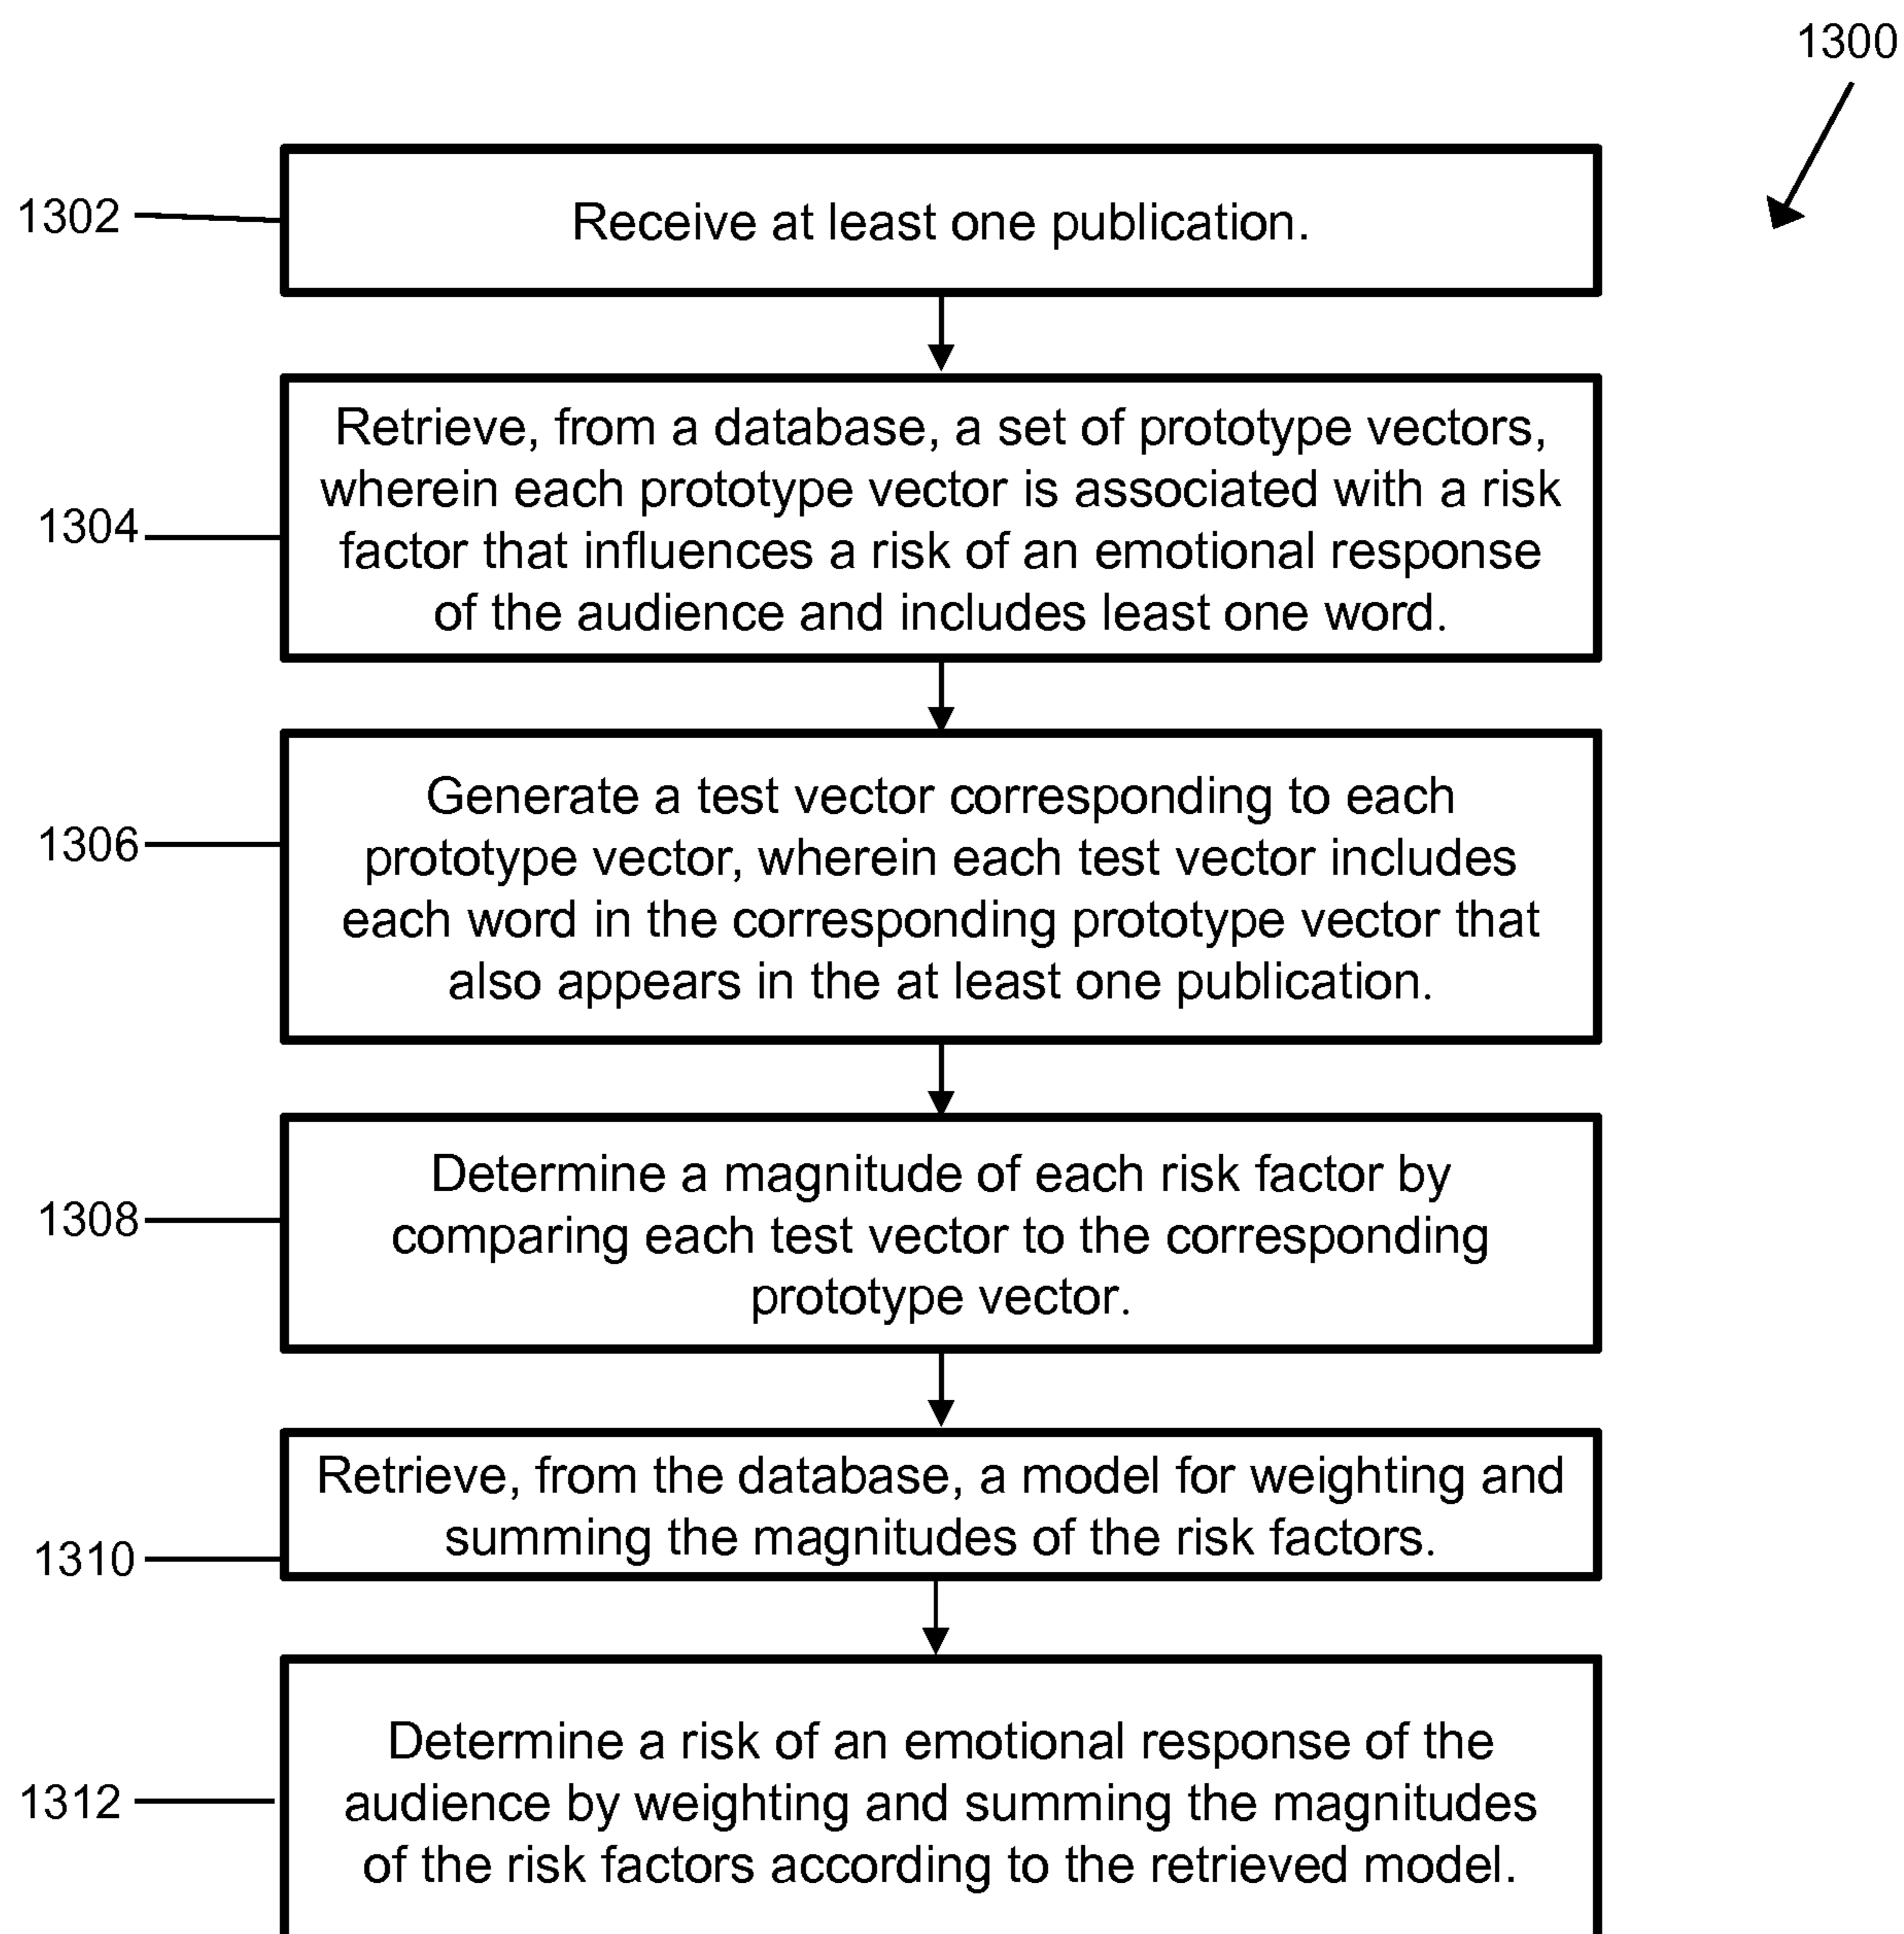 1300
1302
Receive at least one publication.
1304
Retrieve, from a database, a set of prototype vectors,
wherein each prototype vector is associated with a risk
factor that influences a risk of an emotional response
of the audience and includes least one word.
1306
Generate a test vector corresponding to each
prototype vector, wherein each test vector includes
each word in the corresponding prototype vector that
also appears in the at least one publication.
1308
Determine a magnitude of each risk factor by
comparing each test vector to the corresponding
prototype vector.
1310
Retrieve, from the database, a model for weighting and
summing the magnitudes of the risk factors.
1312
Determine a risk of an emotional response of the
audience by weighting and summing the magnitudes
of the risk factors according to the retrieved model.